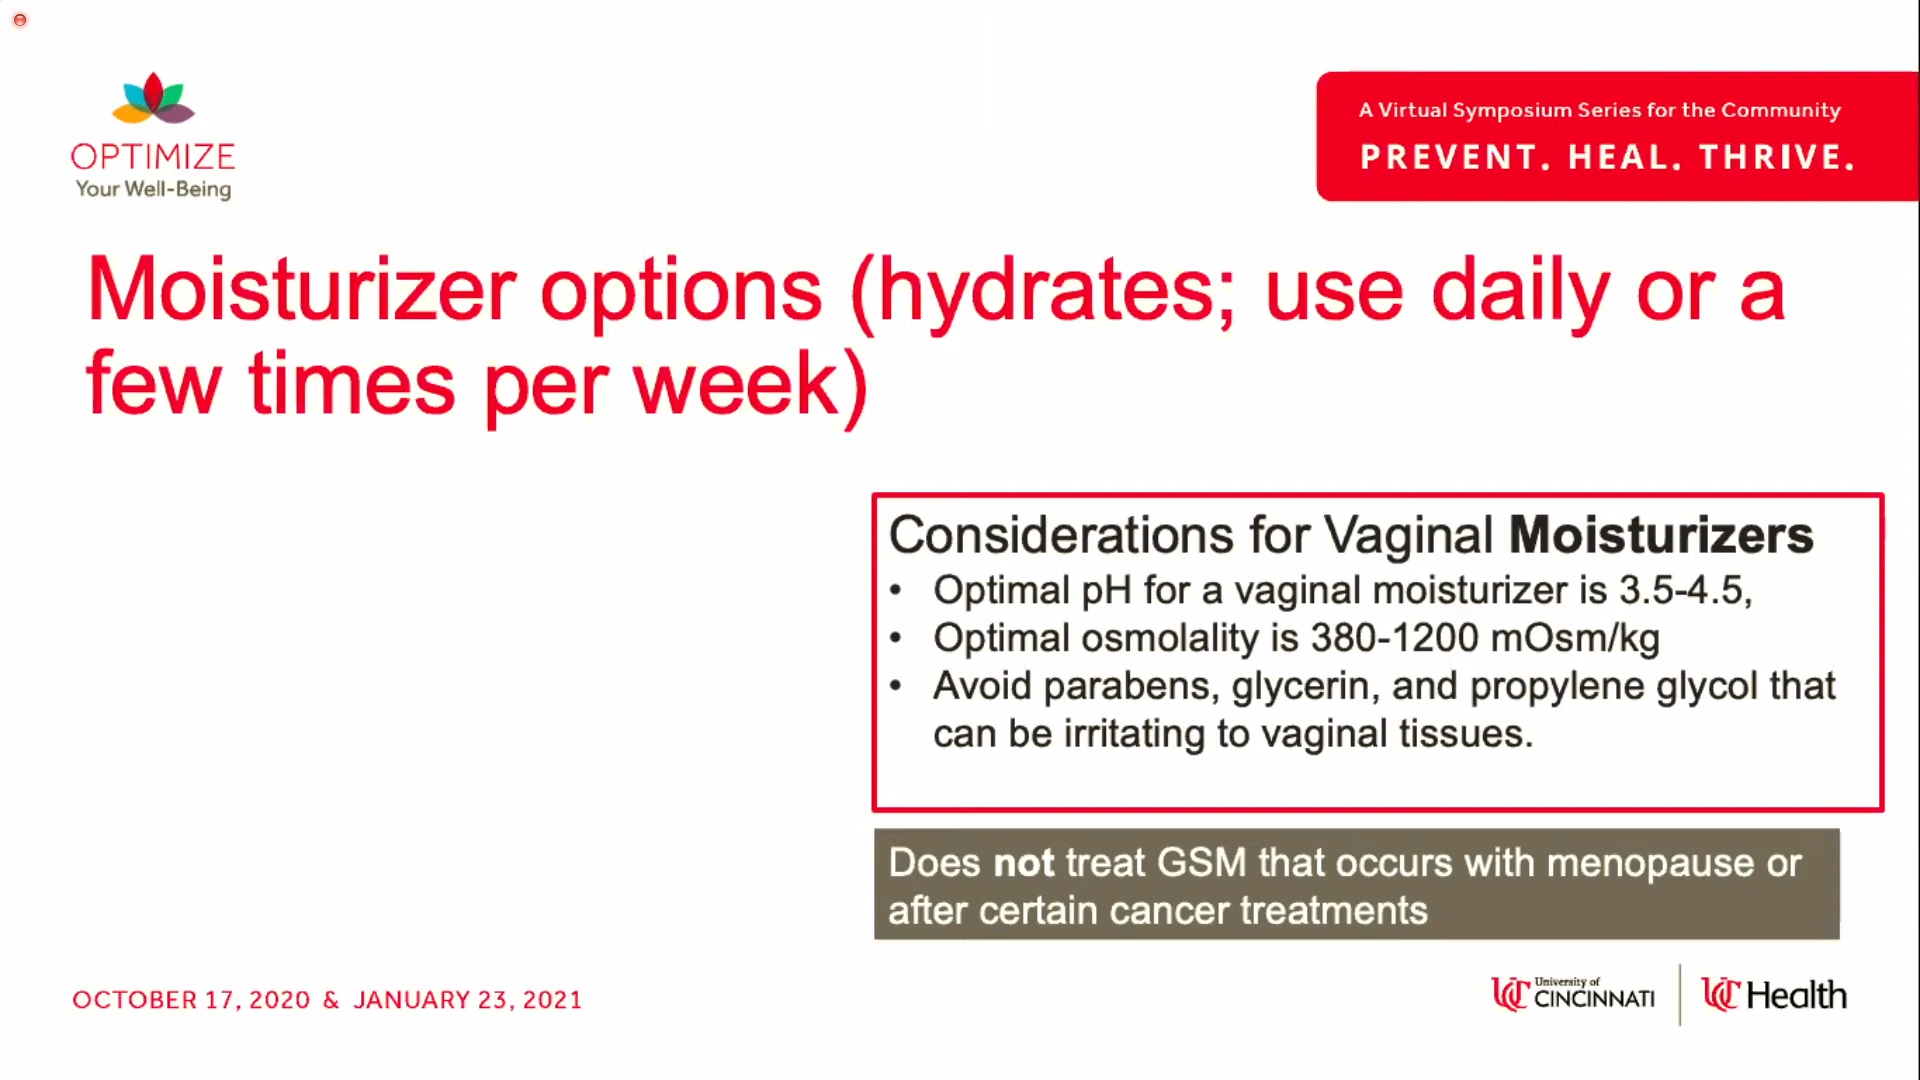 OPTIMIZE
Your Well-Being
A Virtual Symposium Series for the Community
PREVENT. HEAL. THRIVE.
Moisturizer options (hydrates; use daily or a
few times per week)
Considerations for Vaginal Moisturizers
• Optimal pH for a vaginal moisturizer is 3.5-4.5,
• Optimal osmolality is 380-1200 mOsm/kg
• Avoid parabens, glycerin, and propylene glycol that
can be irritating to vaginal tissues.
Does not treat GSM that occurs with menopause or
after certain cancer treatments
OCTOBER 17, 2020 & JANUARY 23, 2021
UC University of
CINCINNATI
UC Health